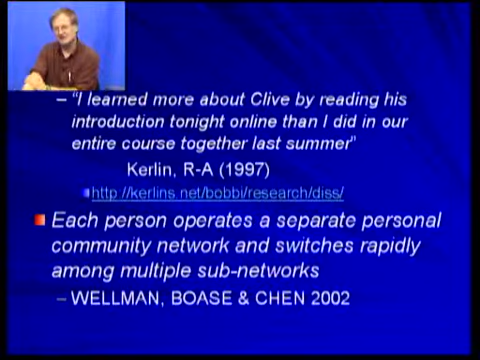 – “I learned more about Clive by reading his
introduction tonight online than I did in our
entire course together last summer”
Kerlin, R-A (1997)
http://kerlins.net/bobbi/research/diss/
Each person operates a separate personal
community network and switches rapidly
among multiple sub-networks
– WELLMAN, BOASE & CHEN 2002